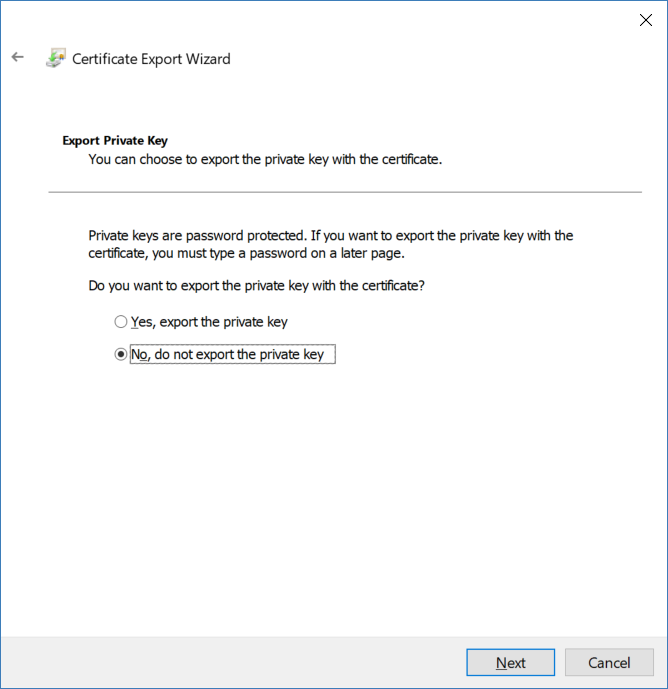 Certificate Export Wizard
Export Private Key
You can choose to export the private key with the certificate.
Private keys are password protected. If you want to export the private key with the
certificate, you must type a password on a later page.
Do you want to export the private key with the certificate?
Yes, export the private key
No, do not export the private key
Next
Cancel